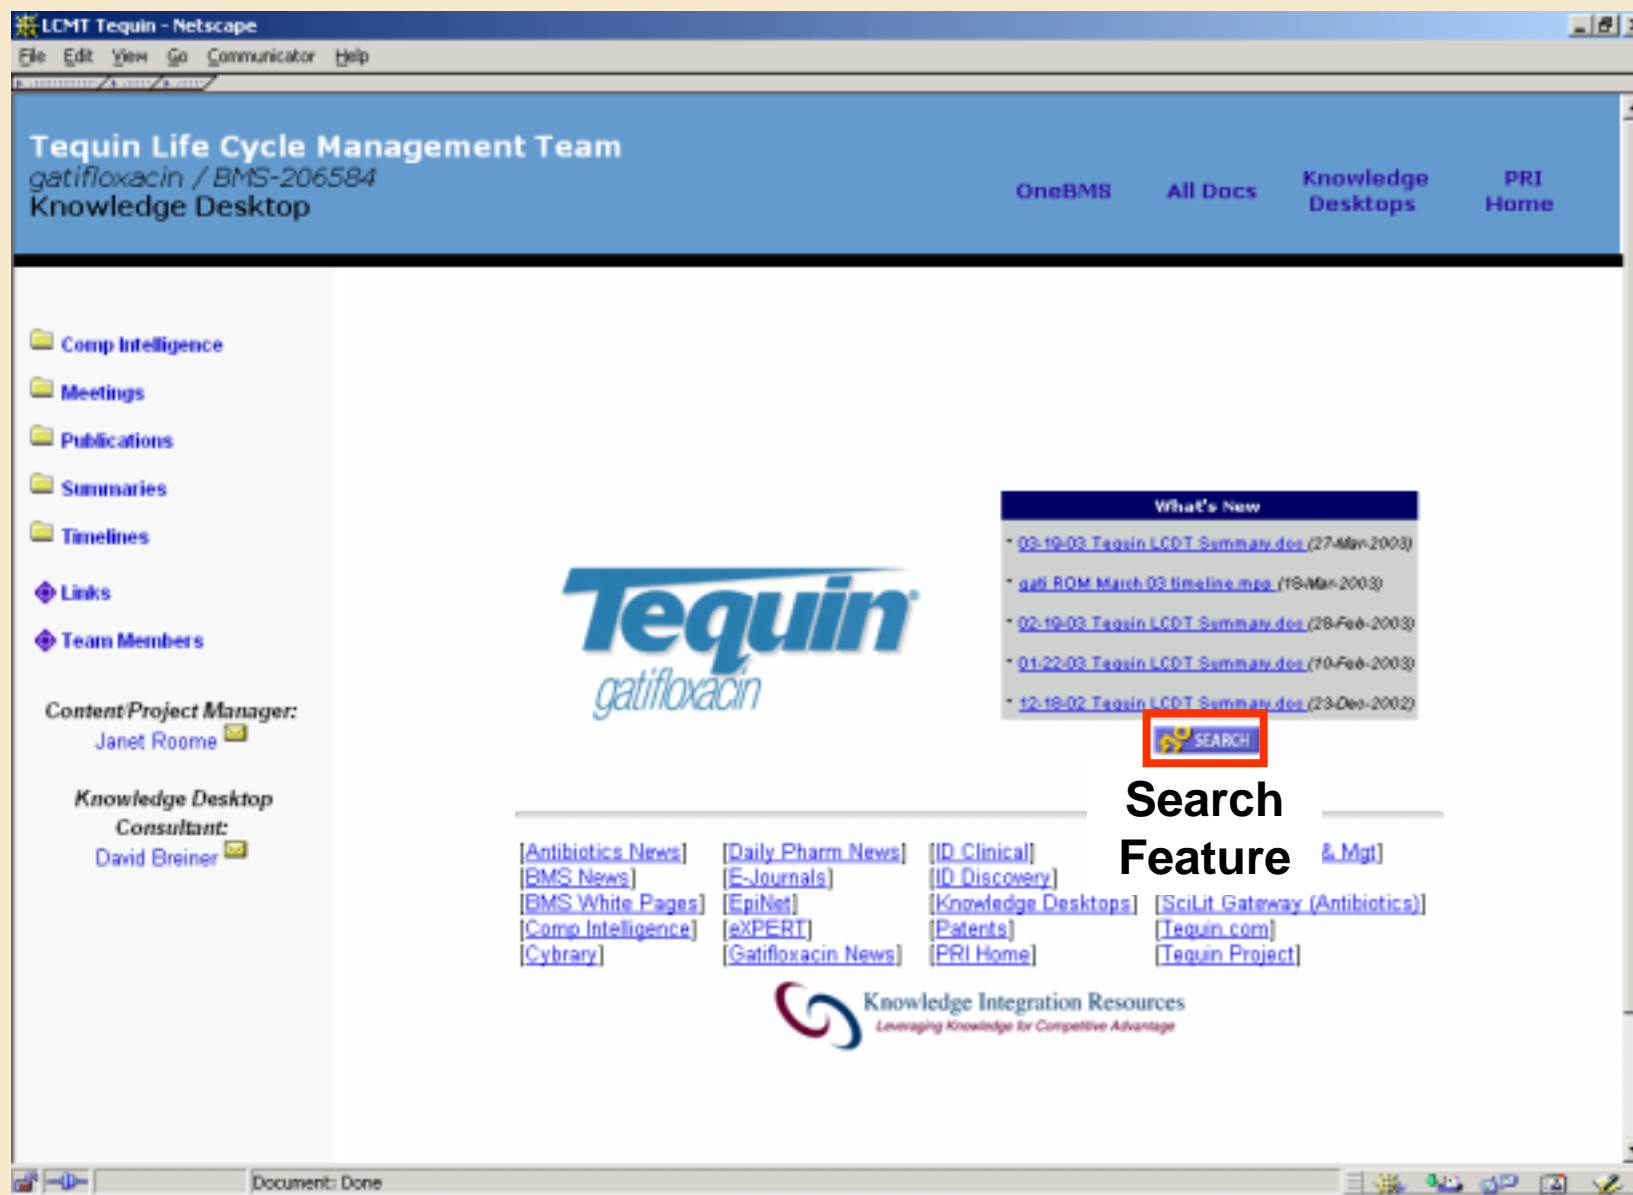 LCMT Tequin - Netscape
File Edit View Go Communicator Help
Tequin Life Cycle Management Team
gatifloxacin / BMS-206584
Knowledge Desktop
OneBMS All Docs Knowledge Desktops PRI Home
Comp Intelligence
Meetings
Publications
Summaries
Timelines
Links
Team Members
Content/Project Manager:
Janet Roome
Knowledge Desktop
Consultant:
David Breiner
Tequin
gatifloxacin
What's New
03-19-03 Tequin LCDT Summary.doc (27-Mar-2003)
gati ROM March 03 timeline.mpp (19-Mar-2003)
02-19-03 Tequin LCDT Summary.doc (28-Feb-2003)
01-22-03 Tequin LCDT Summary.doc (10-Feb-2003)
12-18-02 Tequin LCDT Summary.doc (23-Dec-2002)
SEARCH
Search
Feature
[Antibiotics News] [Daily Pharm News] [ID Clinical] & Mgt]
[BMS News] [E-Journals] [ID Discovery]
[BMS White Pages] [EpiNet] [Knowledge Desktops] [SciLit Gateway (Antibiotics)]
[Comp Intelligence] [eXPERT] [Patents] [Tequin.com]
[Cybrary] [Gatifloxacin News] [PRI Home] [Tequin Project]
Knowledge Integration Resources
Leveraging Knowledge for Competitive Advantage
Document: Done